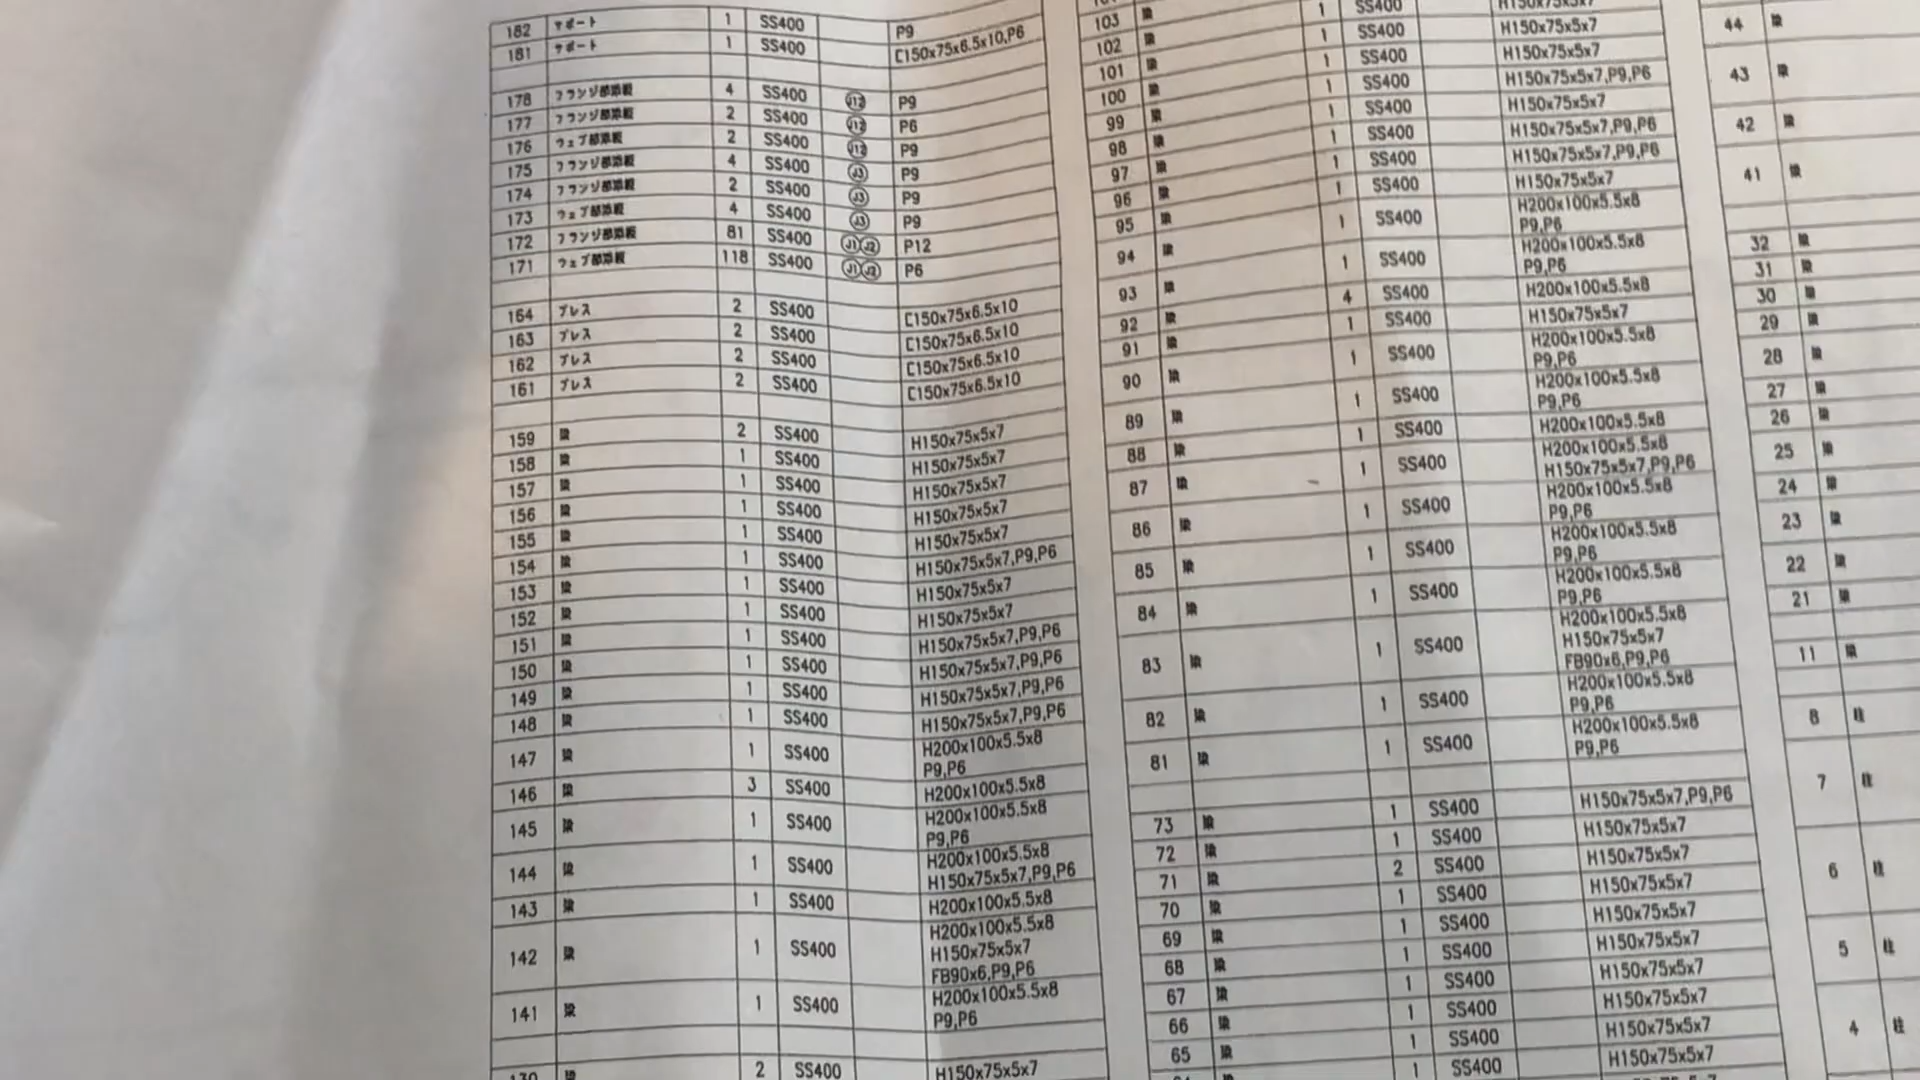 182 サポート 1 SS400 P9
181 サポート 1 SS400 C150x75x6.5x10,P6
178 フランジ部添板 4 SS400 J12 P9
177 フランジ部添板 2 SS400 J12 P6
176 ウェブ部添板 2 SS400 J12 P9
175 フランジ部添板 4 SS400 J3 P9
174 フランジ部添板 2 SS400 J3 P9
173 ウェブ部添板 4 SS400 J3 P9
172 フランジ部添板 81 SS400 J1 J2 P12
171 ウェブ部添板 118 SS400 J1 J2 P6
164 ブレス 2 SS400 C150x75x6.5x10
163 ブレス 2 SS400 C150x75x6.5x10
162 ブレス 2 SS400 C150x75x6.5x10
161 ブレス 2 SS400 C150x75x6.5x10
159 梁 2 SS400 H150x75x5x7
158 梁 1 SS400 H150x75x5x7
157 梁 1 SS400 H150x75x5x7
156 梁 1 SS400 H150x75x5x7
155 梁 1 SS400 H150x75x5x7
154 梁 1 SS400 H150x75x5x7,P9,P6
153 梁 1 SS400 H150x75x5x7
152 梁 1 SS400 H150x75x5x7
151 梁 1 SS400 H150x75x5x7,P9,P6
150 梁 1 SS400 H150x75x5x7,P9,P6
149 梁 1 SS400 H150x75x5x7,P9,P6
148 梁 1 SS400 H150x75x5x7,P9,P6
147 梁 1 SS400 H200x100x5.5x8
P9,P6
146 梁 3 SS400 H200x100x5.5x8
145 梁 1 SS400 H200x100x5.5x8
P9,P6
144 梁 1 SS400 H200x100x5.5x8
H150x75x5x7,P9,P6
143 梁 1 SS400 H200x100x5.5x8
142 梁 1 SS400 H200x100x5.5x8
H150x75x5x7
FB90x6,P9,P6
141 梁 1 SS400 H200x100x5.5x8
P9,P6
梁 2 SS400 H150x75x5x7
103 梁 1 SS400 H150x75x5x7
102 梁 1 SS400 H150x75x5x7
101 梁 1 SS400 H150x75x5x7
100 梁 1 SS400 H150x75x5x7,P9,P6
99 梁 1 SS400 H150x75x5x7
98 梁 1 SS400 H150x75x5x7,P9,P6
97 梁 1 SS400 H150x75x5x7,P9,P6
96 梁 1 SS400 H150x75x5x7
95 梁 1 SS400 H200x100x5.5x8
P9,P6
94 梁 1 SS400 H200x100x5.5x8
P9,P6
93 梁 4 SS400 H200x100x5.5x8
92 梁 1 SS400 H150x75x5x7
91 梁 1 SS400 H200x100x5.5x8
P9,P6
90 梁 1 SS400 H200x100x5.5x8
P9,P6
89 梁 1 SS400 H200x100x5.5x8
88 梁 1 SS400 H200x100x5.5x8
H150x75x5x7,P9,P6
87 梁 1 SS400 H200x100x5.5x8
P9,P6
86 梁 1 SS400 H200x100x5.5x8
P9,P6
85 梁 1 SS400 H200x100x5.5x8
P9,P6
84 梁 1 SS400 H200x100x5.5x8
H150x75x5x7
FB90x6,P9,P6
83 梁 1 SS400 H200x100x5.5x8
P9,P6
82 梁 1 SS400 H200x100x5.5x8
P9,P6
81 梁
73 梁 1 SS400 H150x75x5x7,P9,P6
72 梁 1 SS400 H150x75x5x7
71 梁 2 SS400 H150x75x5x7
70 梁 1 SS400 H150x75x5x7
69 梁 1 SS400 H150x75x5x7
68 梁 1 SS400 H150x75x5x7
67 梁 1 SS400 H150x75x5x7
66 梁 1 SS400 H150x75x5x7
65 梁 1 SS400 H150x75x5x7
1 SS400 H150x75x5x7
44 梁
43 梁
42 梁
41 梁
32 梁
31 梁
30 梁
29 梁
28 梁
27 梁
26 梁
25 梁
24 梁
23 梁
22 梁
21 梁
11 梁
8 柱
7 柱
6 柱
5 柱
4 柱